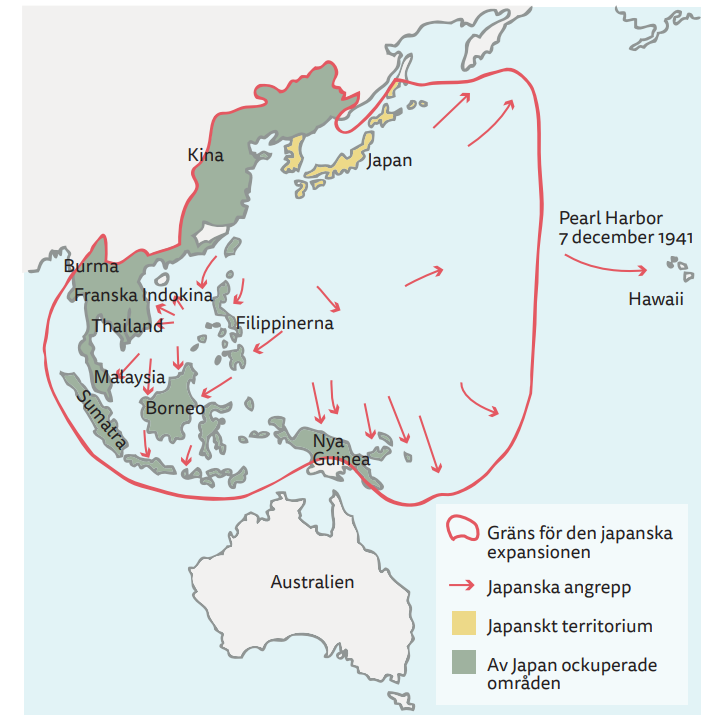 Kina
Japan
Pearl Harbor
7 december 1941
Burma
Franska Indokina
Hawaii
Thailand
Filippinerna
Malaysia
Sumatra
Borneo
Nya
Guinea
Gräns för den japanska
expansionen
Australien
Japanska angrepp
Japanskt territorium
Av Japan ockuperade
områden